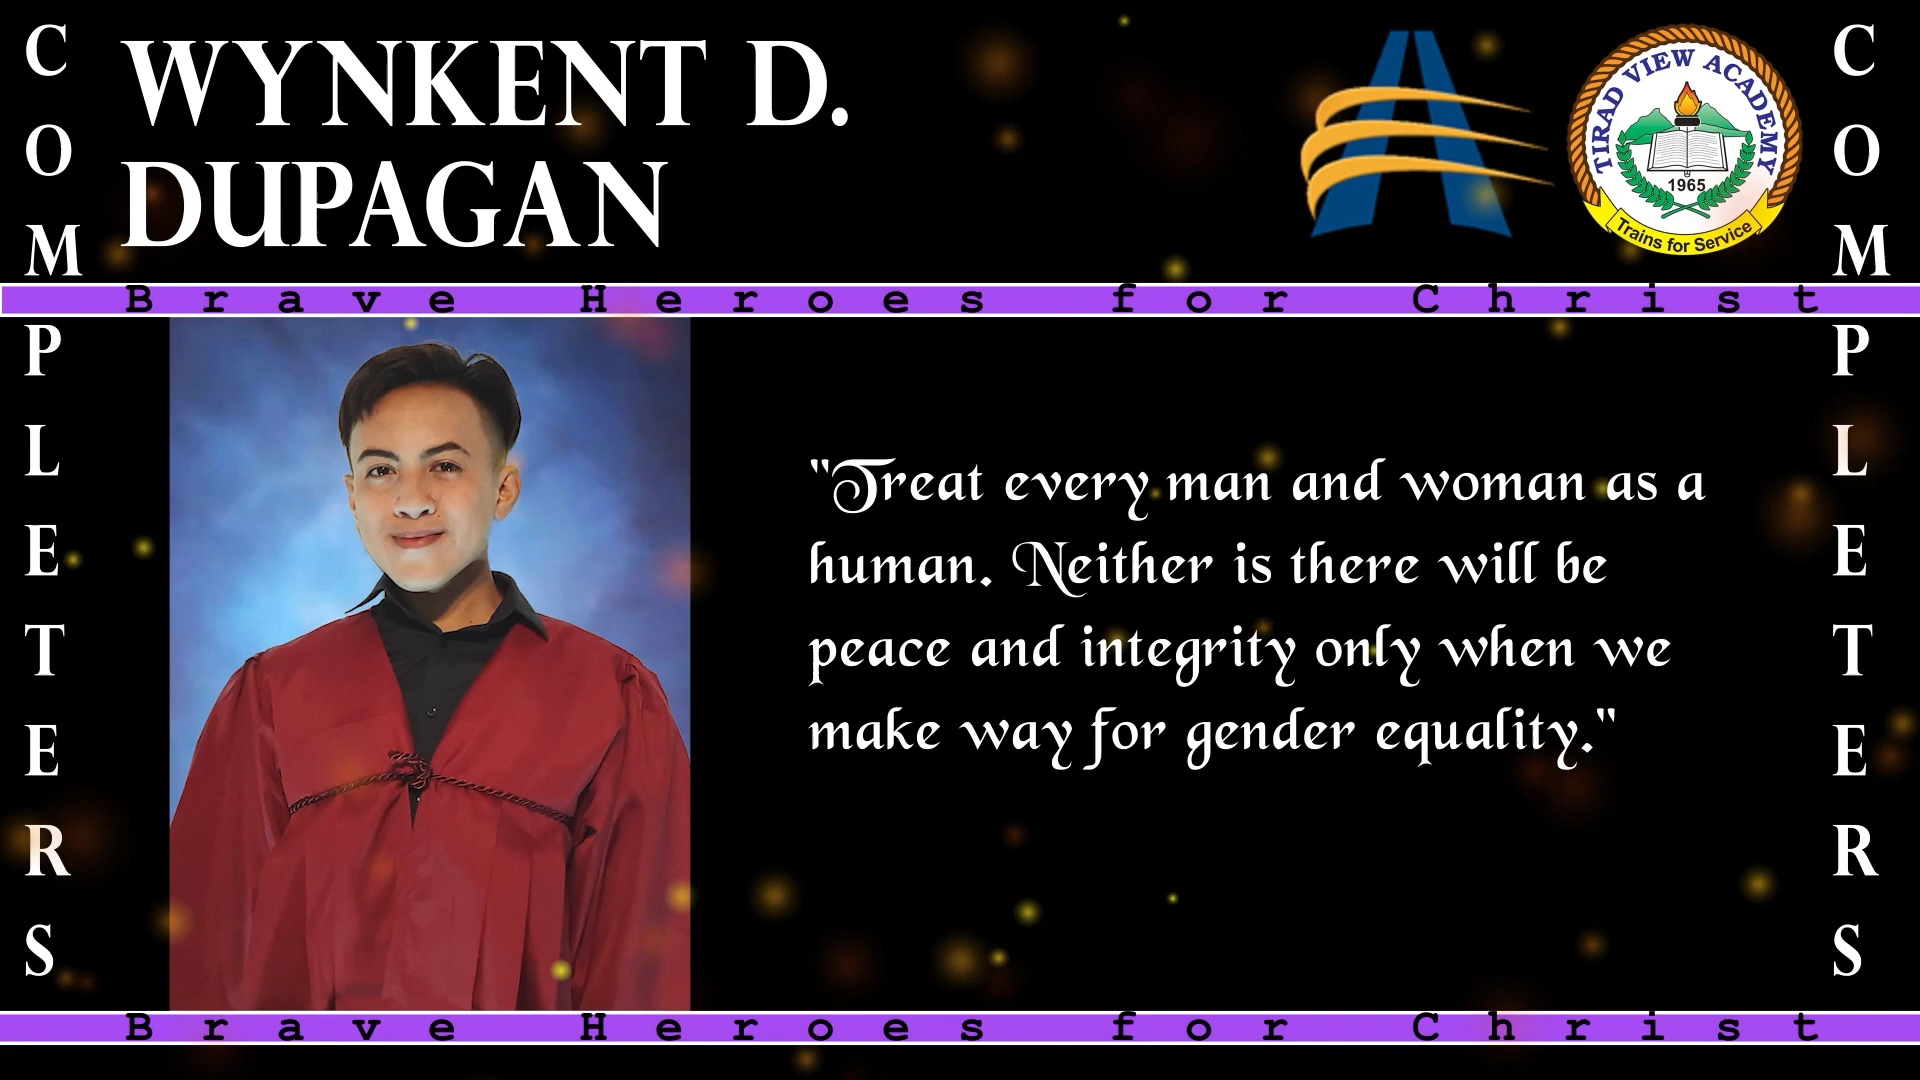 COMPLETERS
WYNKENT D.
DUPAGAN
TIRAD VIEW ACADEMY
1965
Trains for Service
COMPLETERS
Brave Heroes for Christ
"Treat every man and woman as a
human. Neither is there will be
peace and integrity only when we
make way for gender equality."
Brave Heroes for Christ